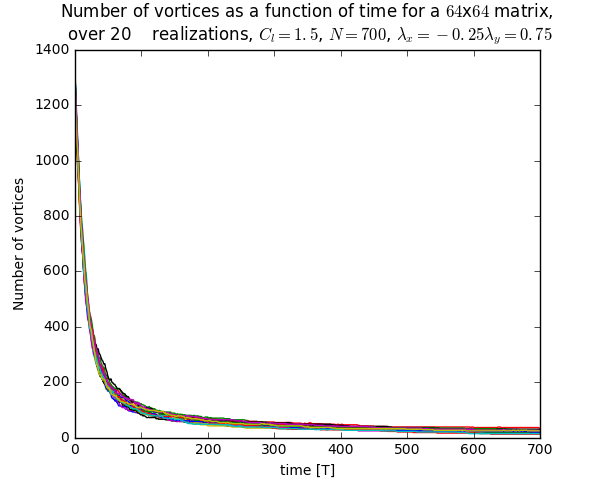 Number of vortices as a function of time for a 64x64 matrix,
over 20 realizations, C_l = 1.5, N = 700, λ_x = −0.25λ_y = 0.75
1400
1200
1000
800
600
400
200
0
Number of vortices
0 100 200 300 400 500 600 700
time [T]